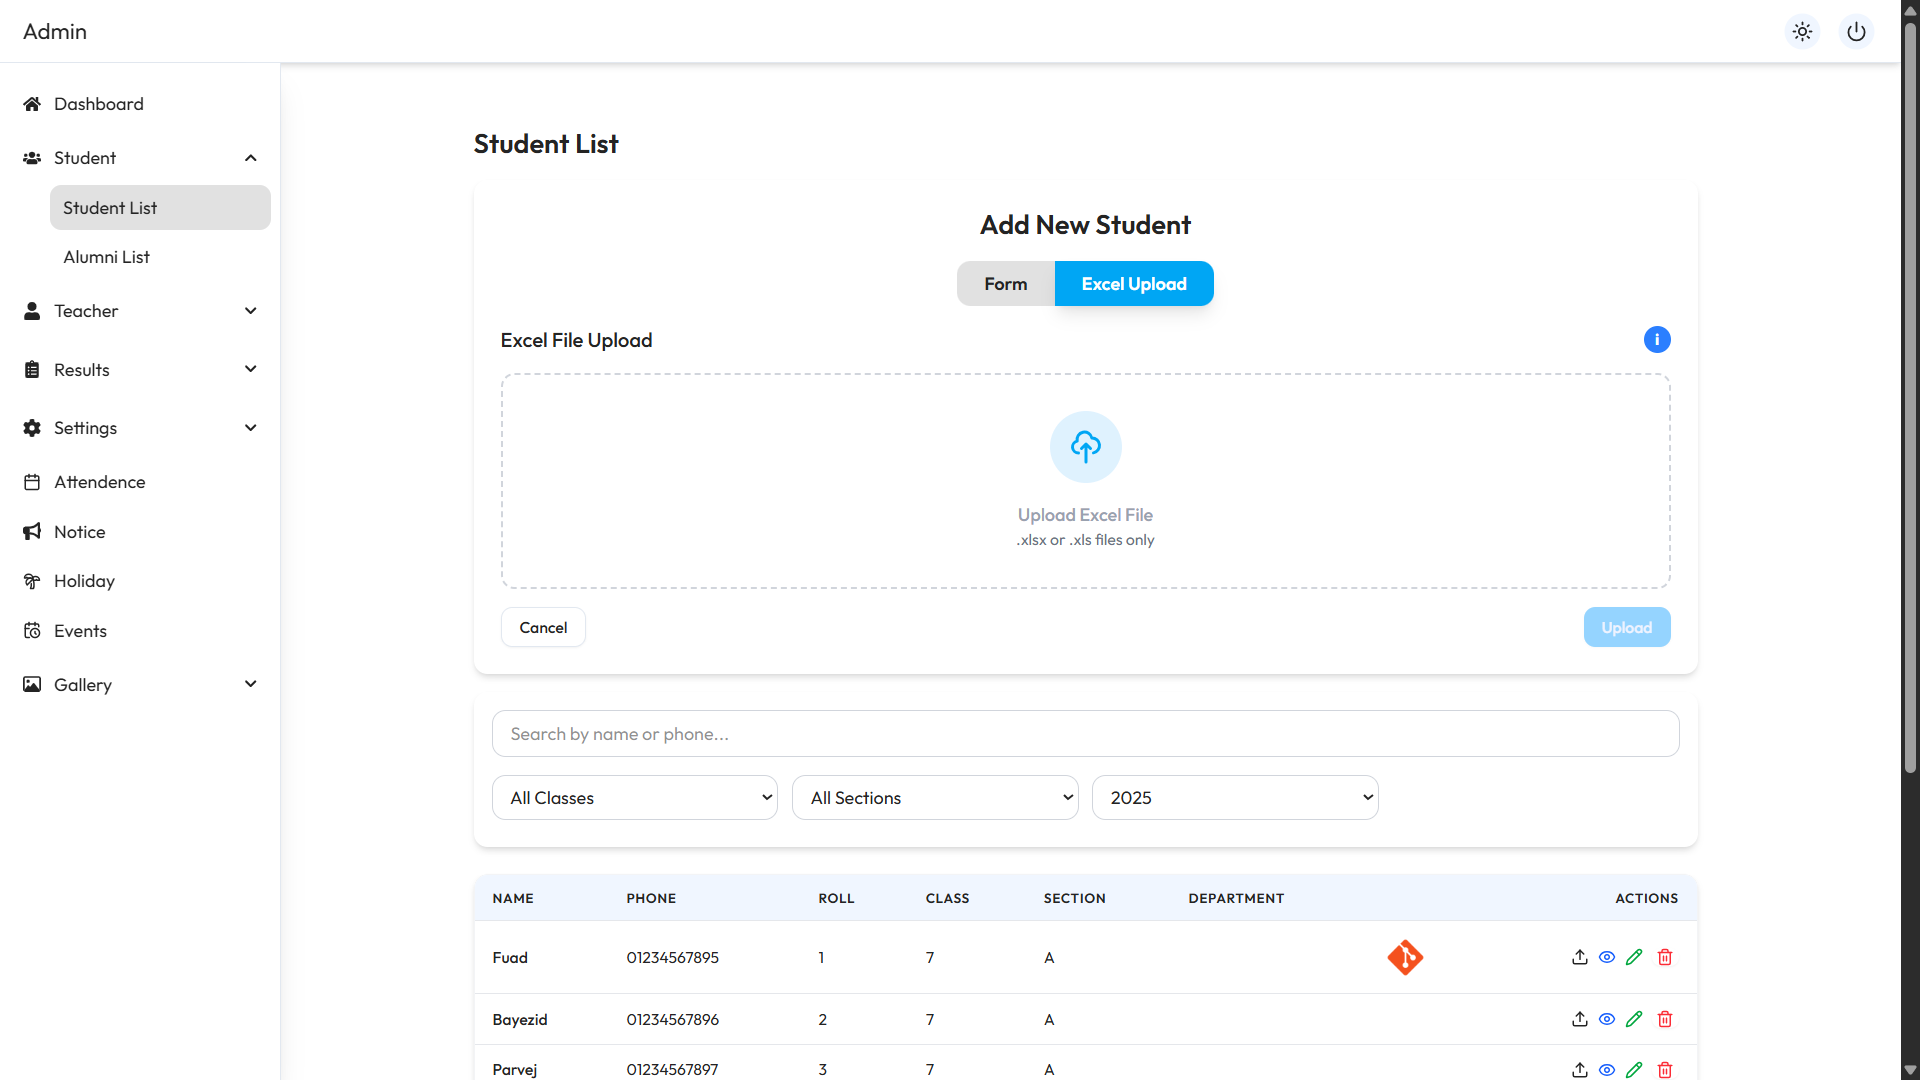 Admin
Dashboard
Student
Student List
Alumni List
Teacher
Results
Settings
Attendence
Notice
Holiday
Events
Gallery
Student List
Add New Student
Form Excel Upload
Excel File Upload
i
Upload Excel File
.xlsx or .xls files only
Cancel Upload
Search by name or phone...
All Classes All Sections 2025
NAME PHONE ROLL CLASS SECTION DEPARTMENT ACTIONS
Fuad 01234567895 1 7 A
Bayezid 01234567896 2 7 A
Parvej 01234567897 3 7 A